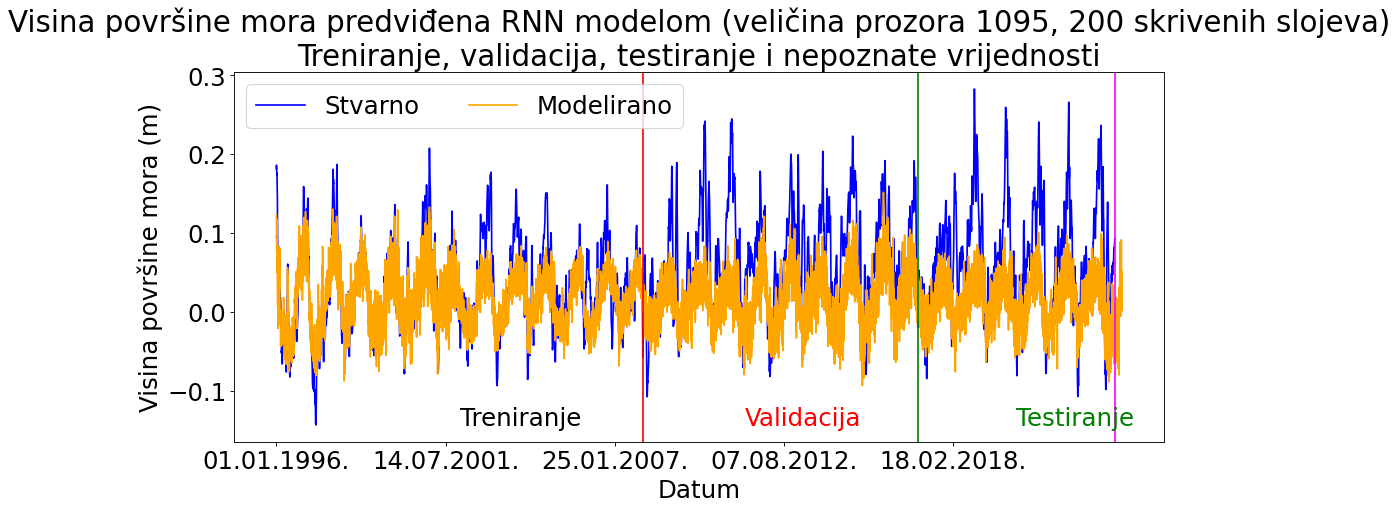 Visina površine mora predviđena RNN modelom (veličina prozora 1095, 200 skrivenih slojeva)
Treniranje, validacija, testiranje i nepoznate vrijednosti
Stvarno Modelirano
Visina površine mora (m)
0.3
0.2
0.1
0.0
−0.1
Treniranje Validacija Testiranje
01.01.1996. 14.07.2001. 25.01.2007. 07.08.2012. 18.02.2018.
Datum